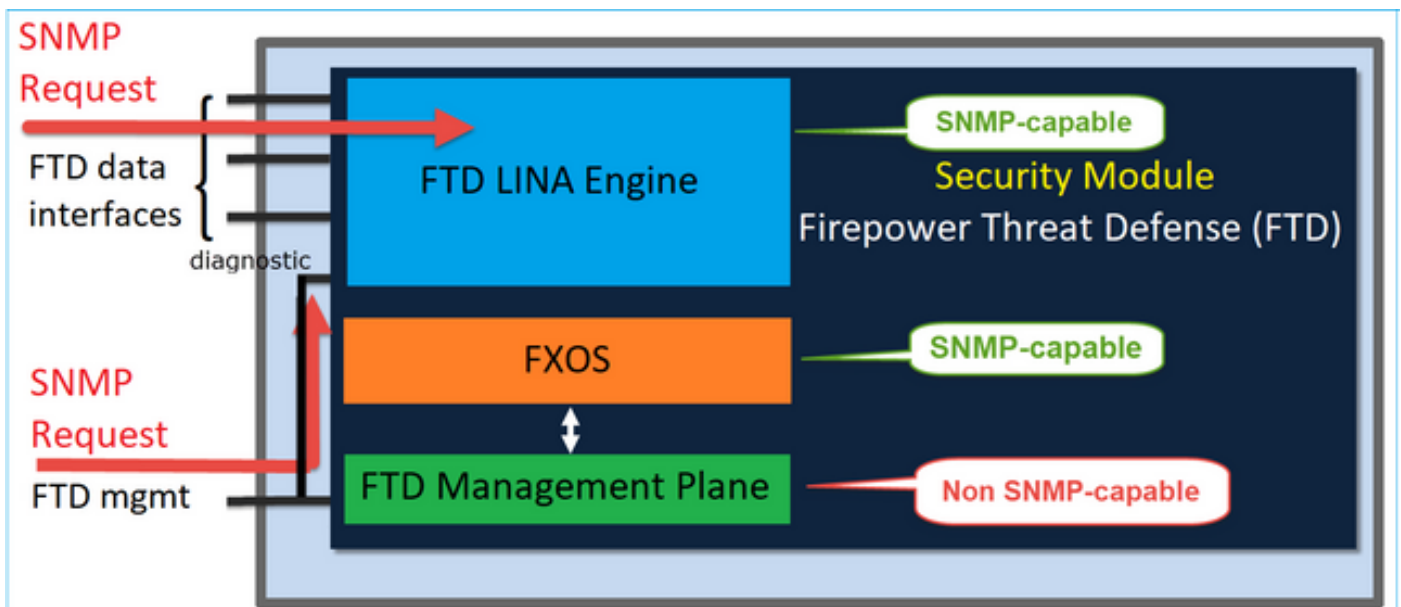 SNMP
Request
FTD data
interfaces
diagnostic
SNMP
Request
FTD mgmt
FTD LINA Engine
FXOS
FTD Management Plane
SNMP-capable
Security Module
Firepower Threat Defense (FTD)
SNMP-capable
Non SNMP-capable